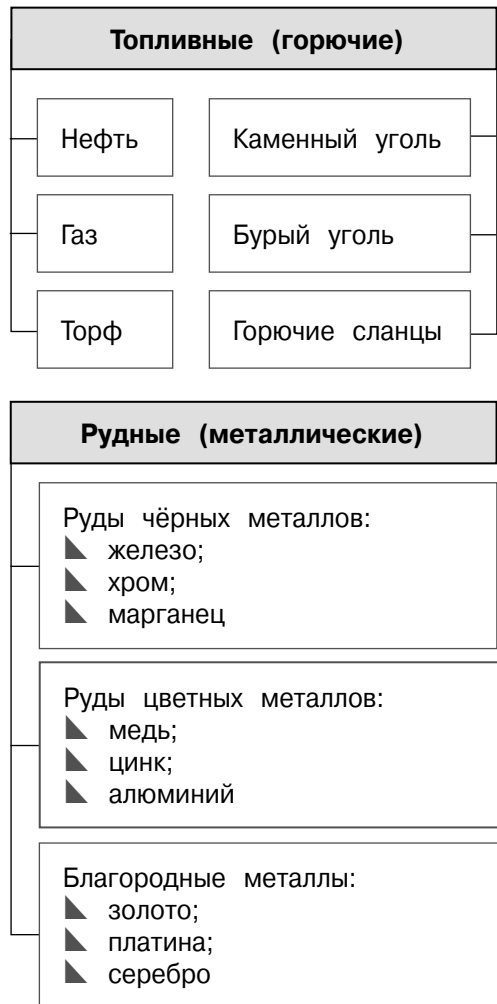 Топливные (горючие)
Нефть
Каменный уголь
Газ
Бурый уголь
Торф
Горючие сланцы
Рудные (металлические)
Руды чёрных металлов:
железо;
хром;
марганец
Руды цветных металлов:
медь;
цинк;
алюминий
Благородные металлы:
золото;
платина;
серебро